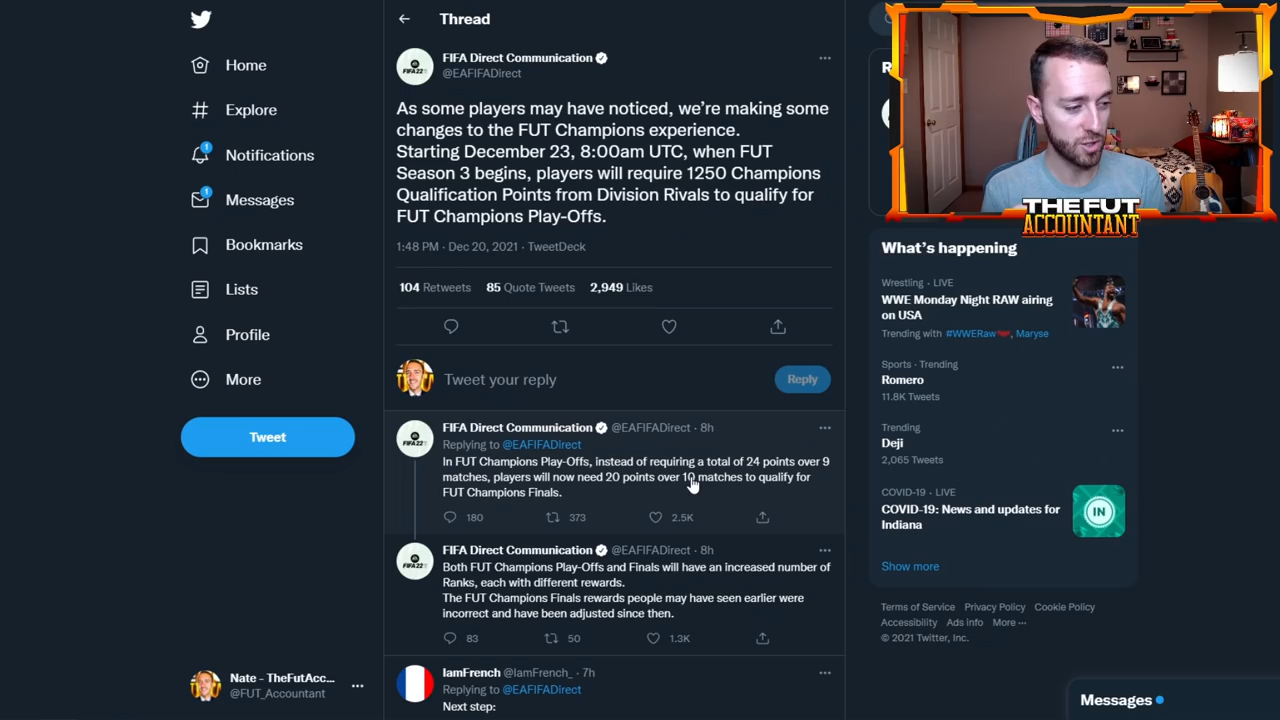 Thread
Home
Explore
1
Notifications
1
Messages
Bookmarks
Lists
Profile
More
Tweet
Nate - TheFutAcc...
@FUT_Accountant
FIFA 22
FIFA Direct Communication
@EAFIFADirect
As some players may have noticed, we're making some
changes to the FUT Champions experience.
Starting December 23, 8:00am UTC, when FUT
Season 3 begins, players will require 1250 Champions
Qualification Points from Division Rivals to qualify for
FUT Champions Play-Offs.
1:48 PM · Dec 20, 2021 · TweetDeck
104 Retweets 85 Quote Tweets 2,949 Likes
Tweet your reply
Reply
FIFA 22
FIFA Direct Communication @EAFIFADirect · 8h
Replying to @EAFIFADirect
In FUT Champions Play-Offs, instead of requiring a total of 24 points over 9
matches, players will now need 20 points over 10 matches to qualify for
FUT Champions Finals.
180 373 2.5K
FIFA 22
FIFA Direct Communication @EAFIFADirect · 8h
Both FUT Champions Play-Offs and Finals will have an increased number of
Ranks, each with different rewards.
The FUT Champions Finals rewards people may have seen earlier were
incorrect and have been adjusted since then.
83 50 1.3K
IamFrench @IamFrench_ · 7h
Replying to @EAFIFADirect
Next step:
THE FUT
ACCOUNTANT
What's happening
Wrestling · LIVE
WWE Monday Night RAW airing
on USA
Trending with #WWERaw, Maryse
Sports · Trending
Romero
11.8K Tweets
Trending
Deji
2,065 Tweets
COVID-19 · LIVE
COVID-19: News and updates for
Indiana
IN
Show more
Terms of Service Privacy Policy Cookie Policy
Accessibility Ads info More ···
© 2021 Twitter, Inc.
Messages